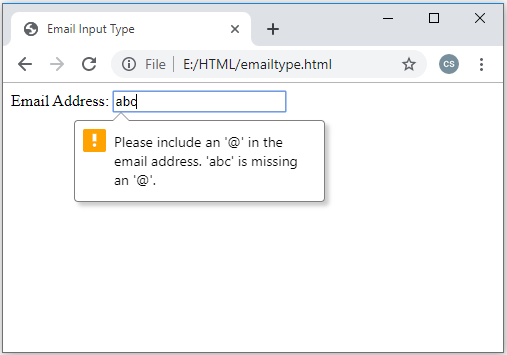 Email Input Type
File | E:/HTML/emailtype.html
CS
Email Address: abc
!
Please include an '@' in the
email address. 'abc' is missing
an '@'.